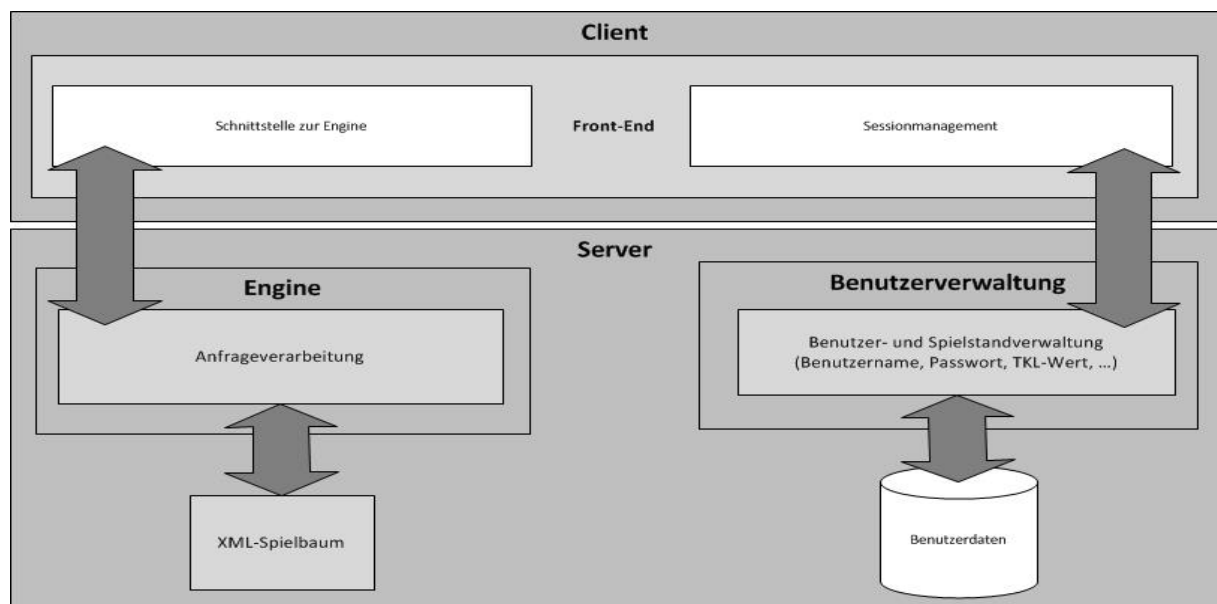 Client
Schnittstelle zur Engine
Front-End
Sessionmanagement
Server
Engine
Benutzerverwaltung
Anfrageverarbeitung
Benutzer- und Spielstandverwaltung
(Benutzername, Passwort, TKL-Wert, ...)
XML-Spielbaum
Benutzerdaten